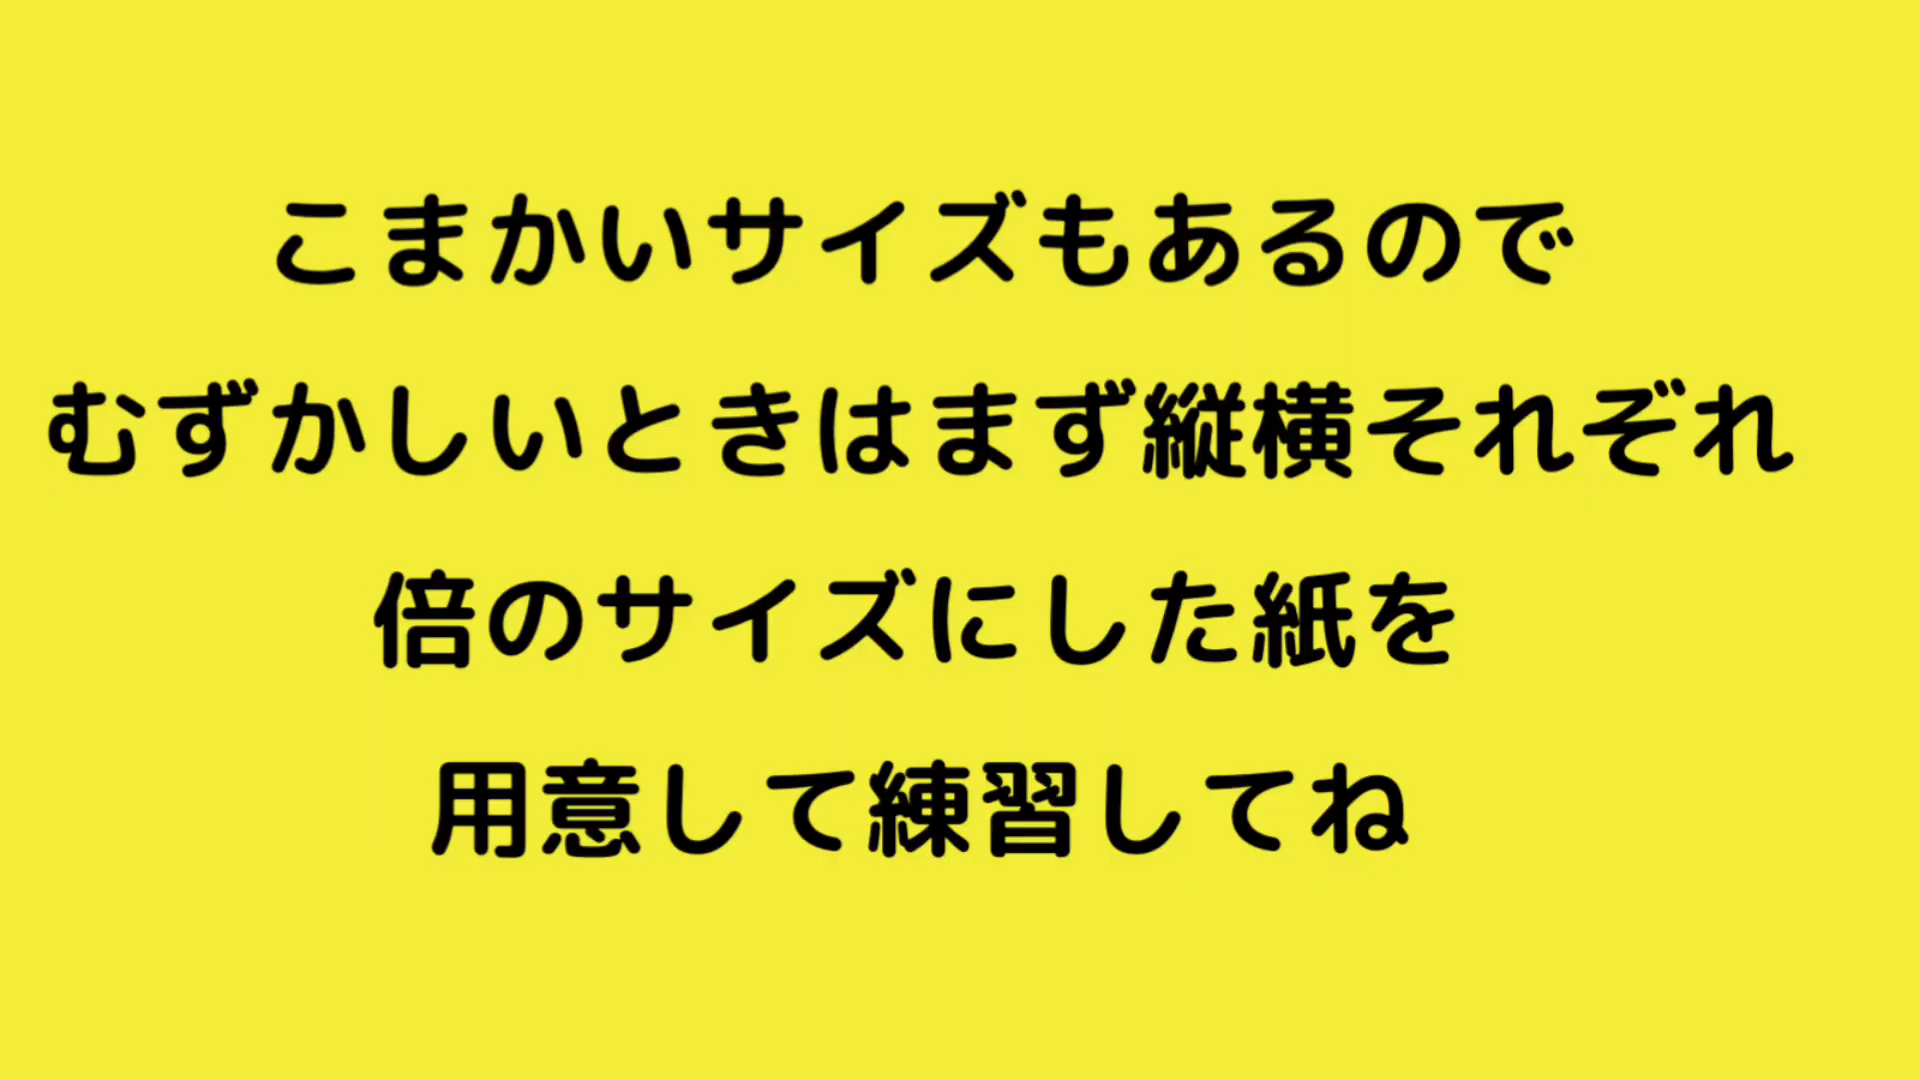 こまかいサイズもあるので
むずかしいときはまず縦横それぞれ
倍のサイズにした紙を
用意して練習してね